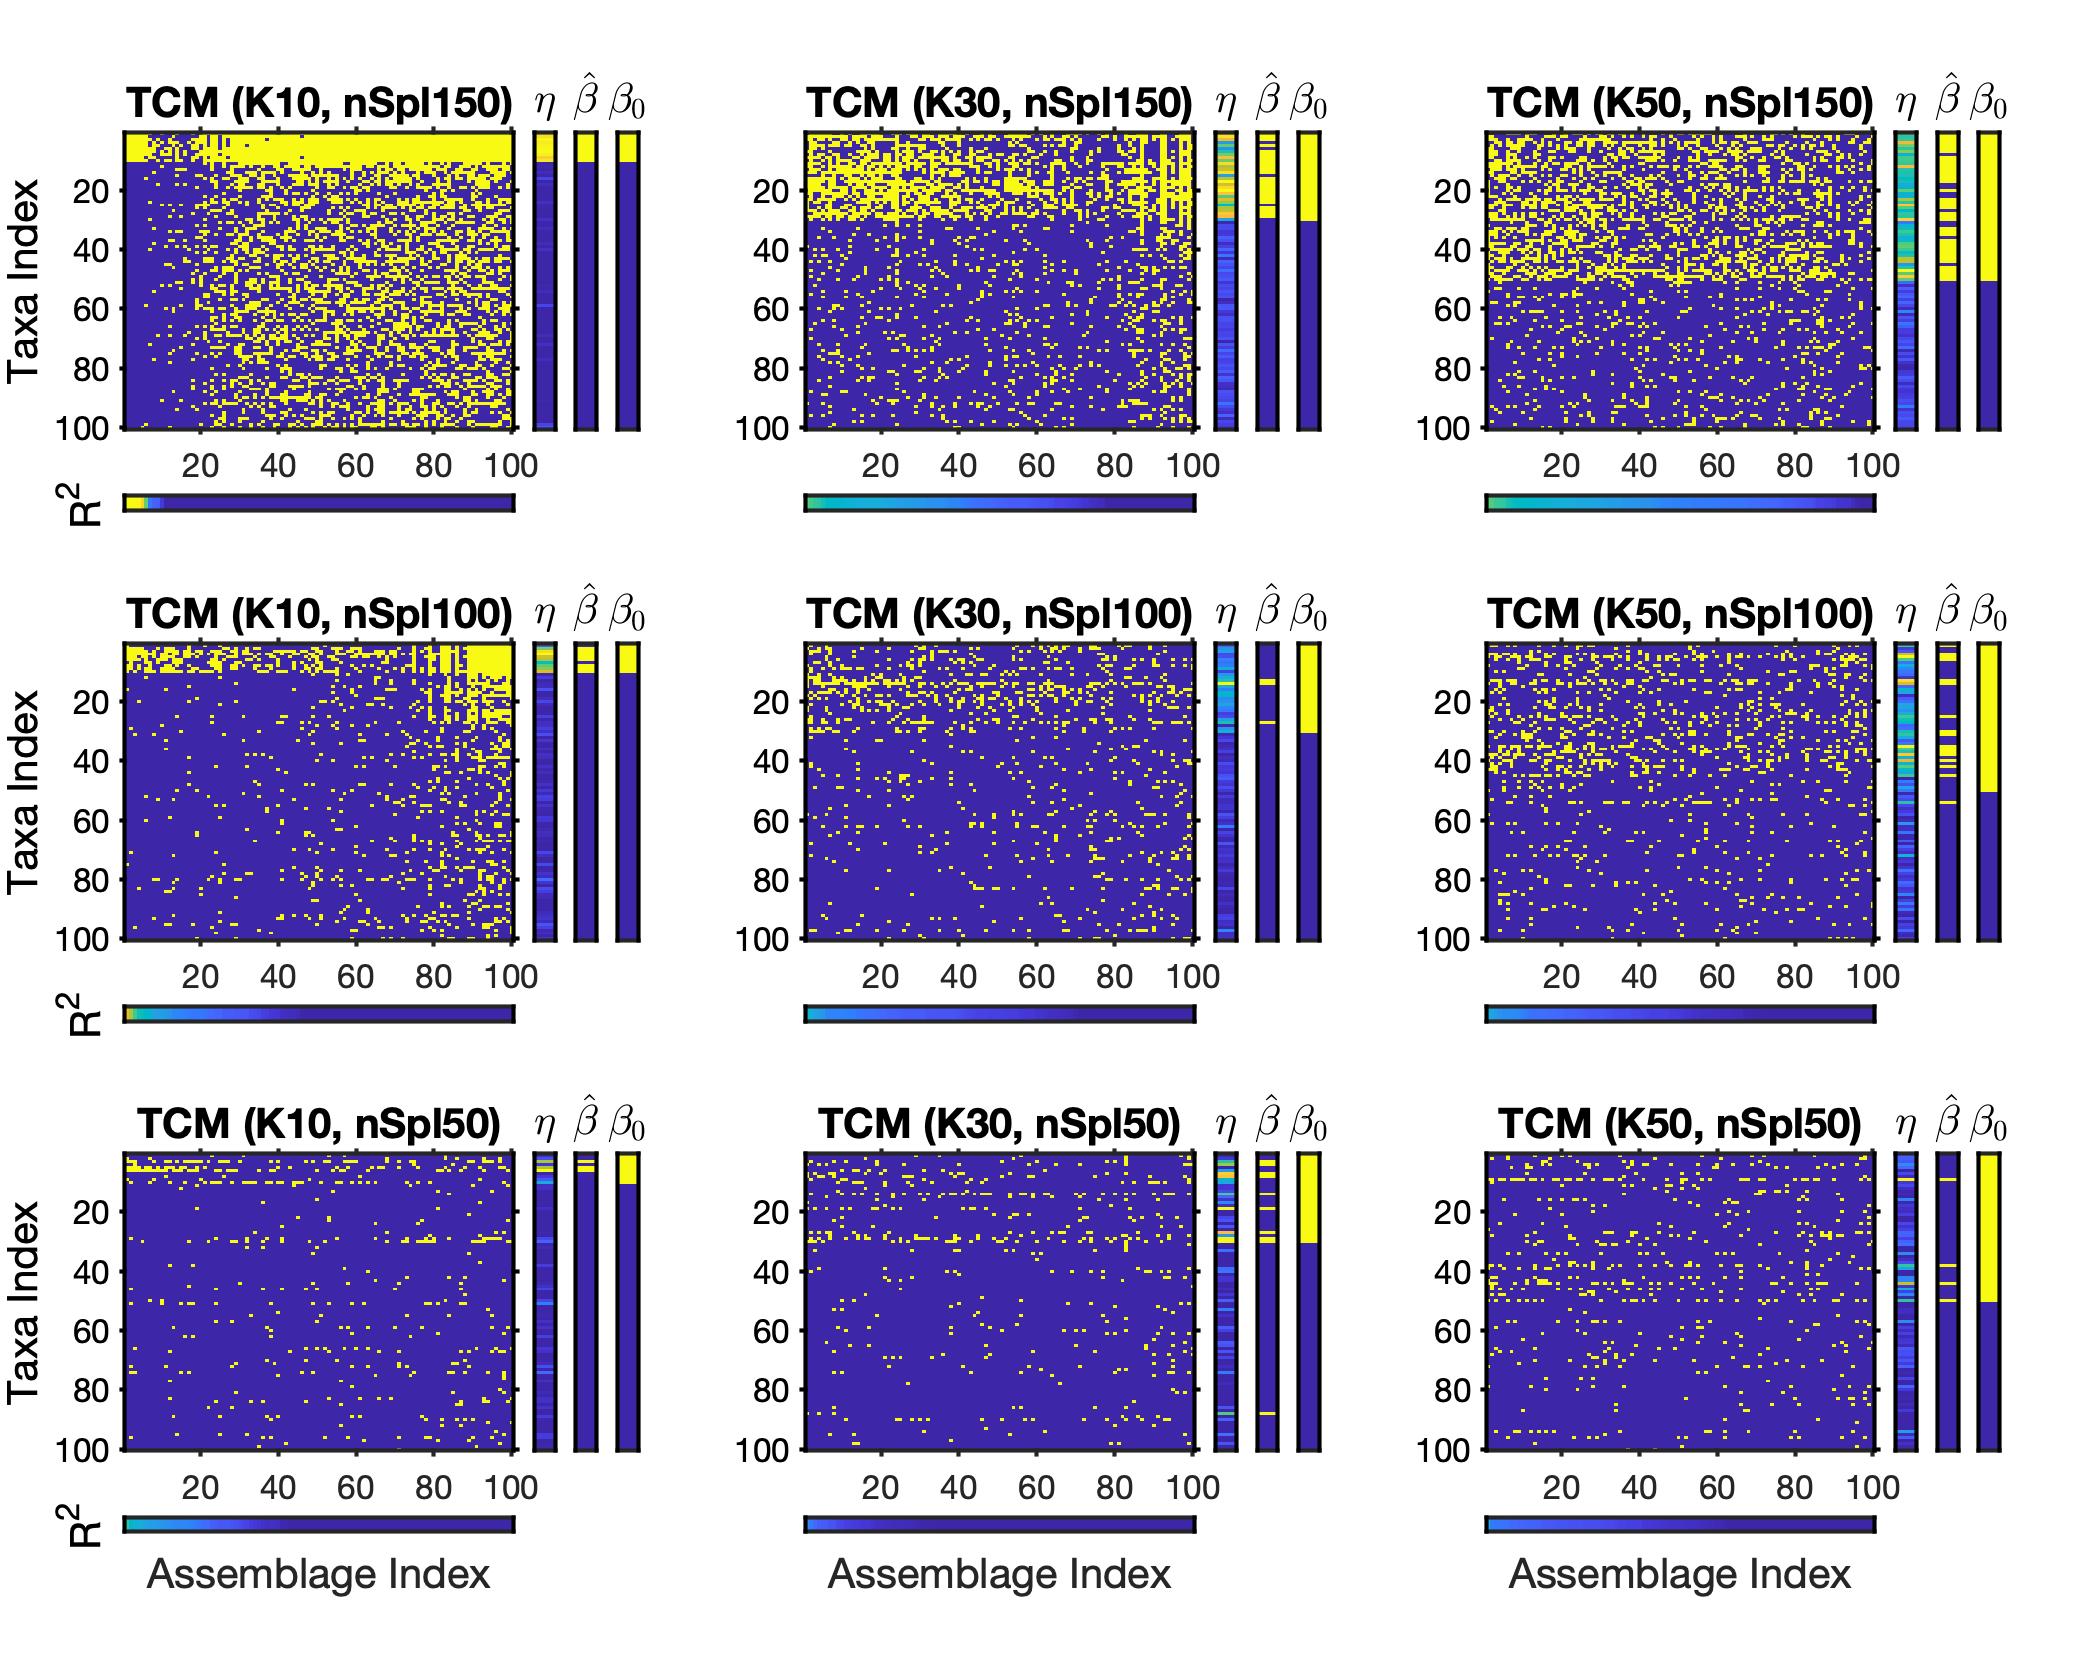 TCM (K10, nSpl150) η β̂ β₀ TCM (K30, nSpl150) η β̂ β₀ TCM (K50, nSpl150) η β̂ β₀
Taxa Index
20 20 20
40 40 40
60 60 60
80 80 80
100 100 100
20 40 60 80 100 20 40 60 80 100 20 40 60 80 100
R²
TCM (K10, nSpl100) η β̂ β₀ TCM (K30, nSpl100) η β̂ β₀ TCM (K50, nSpl100) η β̂ β₀
Taxa Index
20 20 20
40 40 40
60 60 60
80 80 80
100 100 100
20 40 60 80 100 20 40 60 80 100 20 40 60 80 100
R²
TCM (K10, nSpl50) η β̂ β₀ TCM (K30, nSpl50) η β̂ β₀ TCM (K50, nSpl50) η β̂ β₀
Taxa Index
20 20 20
40 40 40
60 60 60
80 80 80
100 100 100
20 40 60 80 100 20 40 60 80 100 20 40 60 80 100
R²
Assemblage Index Assemblage Index Assemblage Index